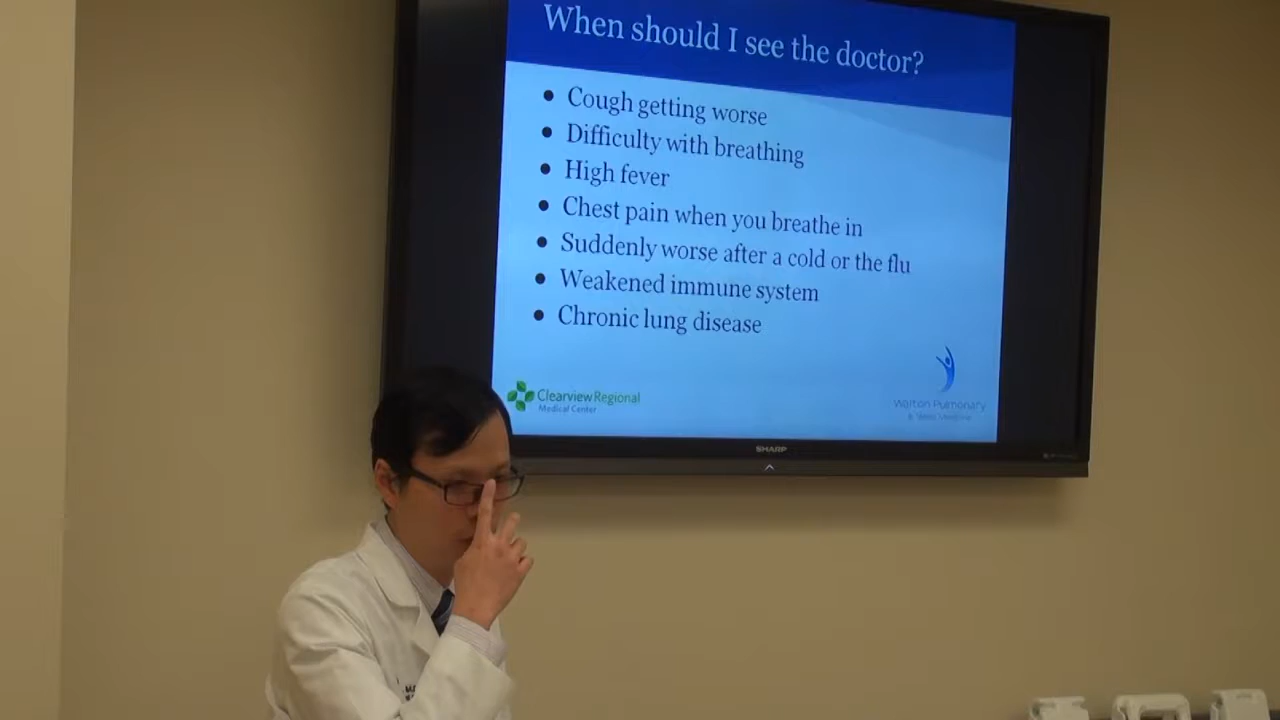 When should I see the doctor?
• Cough getting worse
• Difficulty with breathing
• High fever
• Chest pain when you breathe in
• Suddenly worse after a cold or the flu
• Weakened immune system
• Chronic lung disease
Clearview Regional
Medical Center
Walton Pulmonary
& Sleep Medicine
SHARP